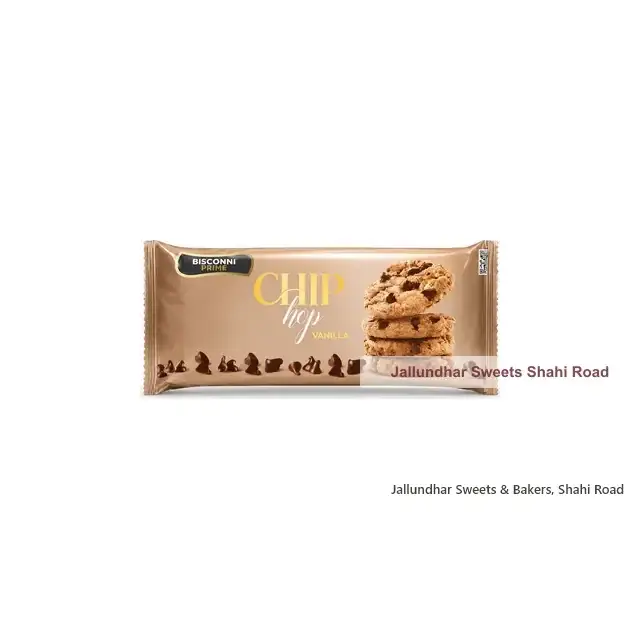 BISCONNI
PRIME
CHIP
hop
VANILLA
Jallundhar Sweets Shahi Road
Jallundhar Sweets & Bakers, Shahi Road